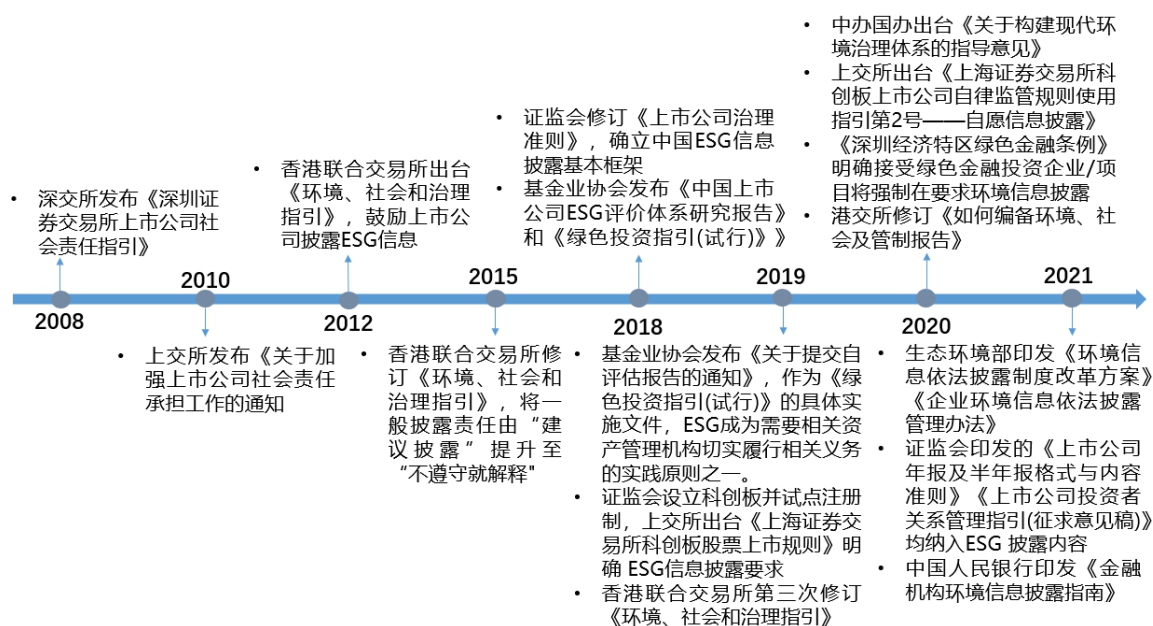 • 深交所发布《深圳证
券交易所上市公司社
会责任指引》
2008
2010
• 上交所发布《关于加
强上市公司社会责任
承担工作的通知
• 香港联合交易所出台
《环境、社会和治理
指引》，鼓励上市公
司披露ESG信息
2012
2015
• 香港联合交易所修
订《环境、社会和
治理指引》，将一
般披露责任由“建
议披露”提升至
“不遵守就解释"
• 证监会修订《上市公司治理
准则》，确立中国ESG信息
披露基本框架
• 基金业协会发布《中国上市
公司ESG评价体系研究报告》
和《绿色投资指引(试行)》》
2018
2019
• 基金业协会发布《关于提交自
评估报告的通知》，作为《绿
色投资指引(试行)》的具体实
施文件，ESG成为需要相关资
产管理机构切实履行相关义务
的实践原则之一。
• 证监会设立科创板并试点注册
制，上交所出台《上海证券交
易所科创板股票上市规则》明
确 ESG信息披露要求
• 香港联合交易所第三次修订
《环境、社会和治理指引》
• 中办国办出台《关于构建现代环
境治理体系的指导意见》
• 上交所出台《上海证券交易所科
创板上市公司自律监管规则使用
指引第2号——自愿信息披露》
• 《深圳经济特区绿色金融条例》
明确接受绿色金融投资企业/项
目将强制在要求环境信息披露
• 港交所修订《如何编备环境、社
会及管制报告》
2020
2021
• 生态环境部印发《环境信
息依法披露制度改革方案》
《企业环境信息依法披露
管理办法》
• 证监会印发的《上市公司
年报及半年报格式与内容
准则》《上市公司投资者
关系管理指引(征求意见稿)》
均纳入ESG 披露内容
• 中国人民银行印发《金融
机构环境信息披露指南》